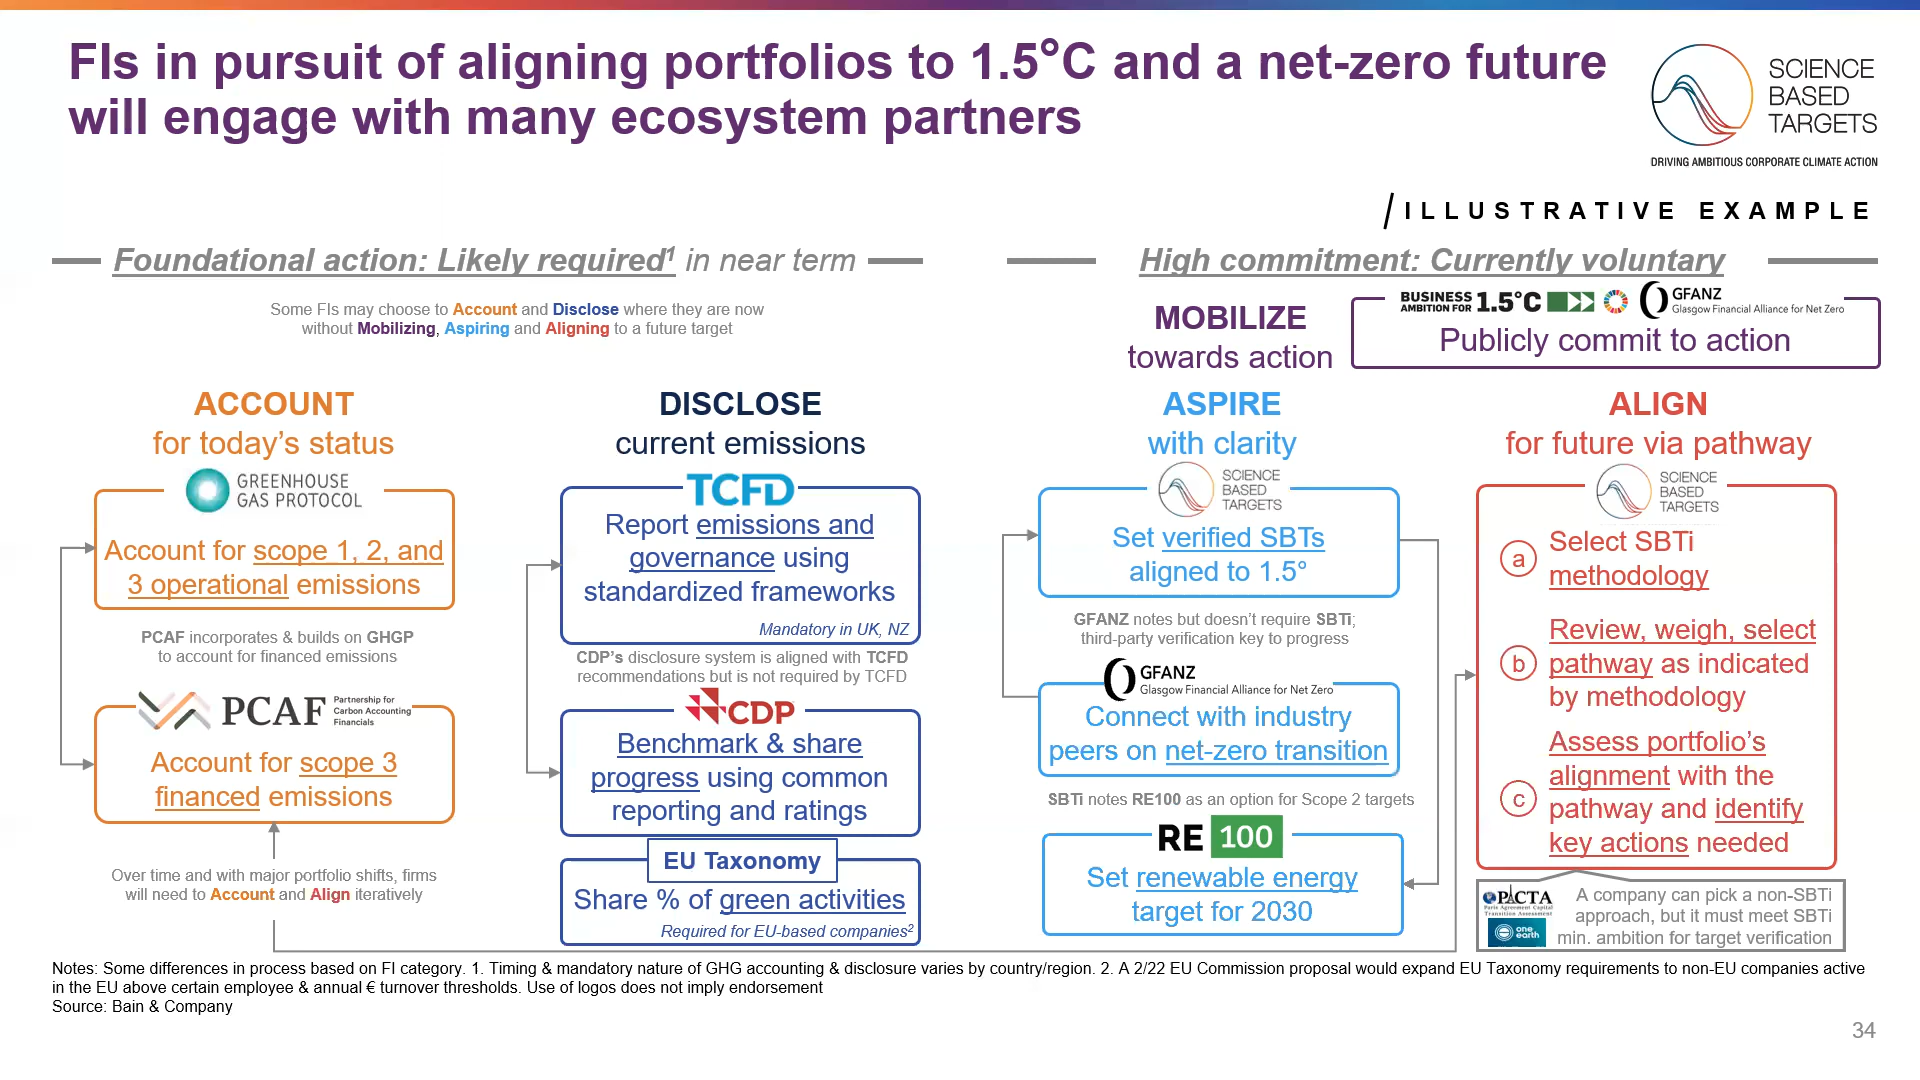 FIs in pursuit of aligning portfolios to 1.5°C and a net-zero future
will engage with many ecosystem partners
SCIENCE
BASED
TARGETS
DRIVING AMBITIOUS CORPORATE CLIMATE ACTION
ILLUSTRATIVE EXAMPLE
Foundational action: Likely required¹ in near term
Some FIs may choose to Account and Disclose where they are now
without Mobilizing, Aspiring and Aligning to a future target
High commitment: Currently voluntary
MOBILIZE
towards action
BUSINESS
AMBITION FOR 1.5°C
GFANZ
Glasgow Financial Alliance for Net Zero
Publicly commit to action
ACCOUNT
for today’s status
GREENHOUSE
GAS PROTOCOL
Account for scope 1, 2, and
3 operational emissions
PCAF incorporates & builds on GHGP
to account for financed emissions
PCAF
Partnership for
Carbon Accounting
Financials
Account for scope 3
financed emissions
Over time and with major portfolio shifts, firms
will need to Account and Align iteratively
DISCLOSE
current emissions
TCFD
Report emissions and
governance using
standardized frameworks
Mandatory in UK, NZ
CDP’s disclosure system is aligned with TCFD
recommendations but is not required by TCFD
CDP
Benchmark & share
progress using common
reporting and ratings
EU Taxonomy
Share % of green activities
Required for EU-based companies²
ASPIRE
with clarity
SCIENCE
BASED
TARGETS
Set verified SBTs
aligned to 1.5°
GFANZ notes but doesn’t require SBTi;
third-party verification key to progress
GFANZ
Glasgow Financial Alliance for Net Zero
Connect with industry
peers on net-zero transition
SBTi notes RE100 as an option for Scope 2 targets
RE 100
Set renewable energy
target for 2030
ALIGN
for future via pathway
SCIENCE
BASED
TARGETS
a
Select SBTi
methodology
b
Review, weigh, select
pathway as indicated
by methodology
c
Assess portfolio’s
alignment with the
pathway and identify
key actions needed
PACTA
Paris Agreement Capital
Transition Assessment
one
earth
A company can pick a non-SBTi
approach, but it must meet SBTi
min. ambition for target verification
Notes: Some differences in process based on FI category. 1. Timing & mandatory nature of GHG accounting & disclosure varies by country/region. 2. A 2/22 EU Commission proposal would expand EU Taxonomy requirements to non-EU companies active
in the EU above certain employee & annual € turnover thresholds. Use of logos does not imply endorsement
Source: Bain & Company
34